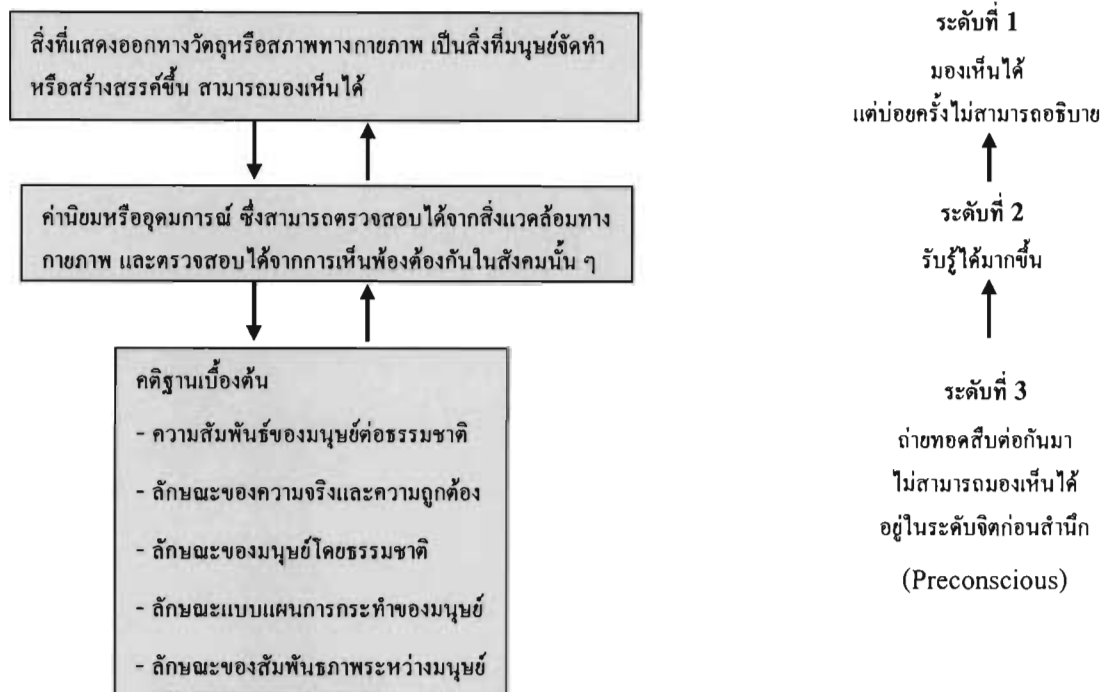 สิ่งที่แสดงออกทางวัตถุหรือสภาพทางกายภาพ เป็นสิ่งที่มนุษย์จัดทำ
หรือสร้างสรรค์ขึ้น สามารถมองเห็นได้
ระดับที่ 1
มองเห็นได้
แต่บ่อยครั้งไม่สามารถอธิบาย
ค่านิยมหรืออุดมการณ์ ซึ่งสามารถตรวจสอบได้จากสิ่งแวดล้อมทาง
กายภาพ และตรวจสอบได้จากการเห็นพ้องต้องกันในสังคมนั้น ๆ
ระดับที่ 2
รับรู้ได้มากขึ้น
คติฐานเบื้องต้น
- ความสัมพันธ์ของมนุษย์ต่อธรรมชาติ
- ลักษณะของความจริงและความถูกต้อง
- ลักษณะของมนุษย์โดยธรรมชาติ
- ลักษณะแบบแผนการกระทำของมนุษย์
- ลักษณะของสัมพันธภาพระหว่างมนุษย์
ระดับที่ 3
ถ่ายทอดสืบต่อกันมา
ไม่สามารถมองเห็นได้
อยู่ในระดับจิตก่อนสำนึก
(Preconscious)